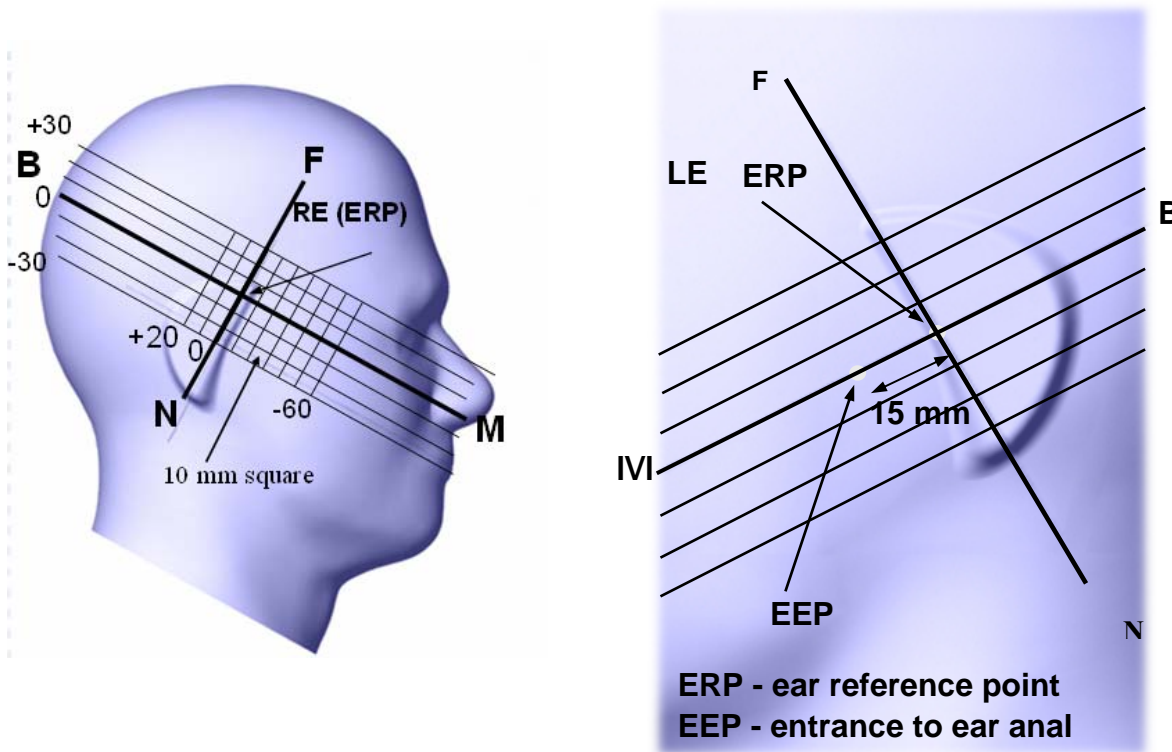 +30
B
F
0
RE (ERP)
-30
+20
0
N
-60
M
10 mm square
F
LE
ERP
B
15 mm
IVI
EEP
N
ERP - ear reference point
EEP - entrance to ear anal